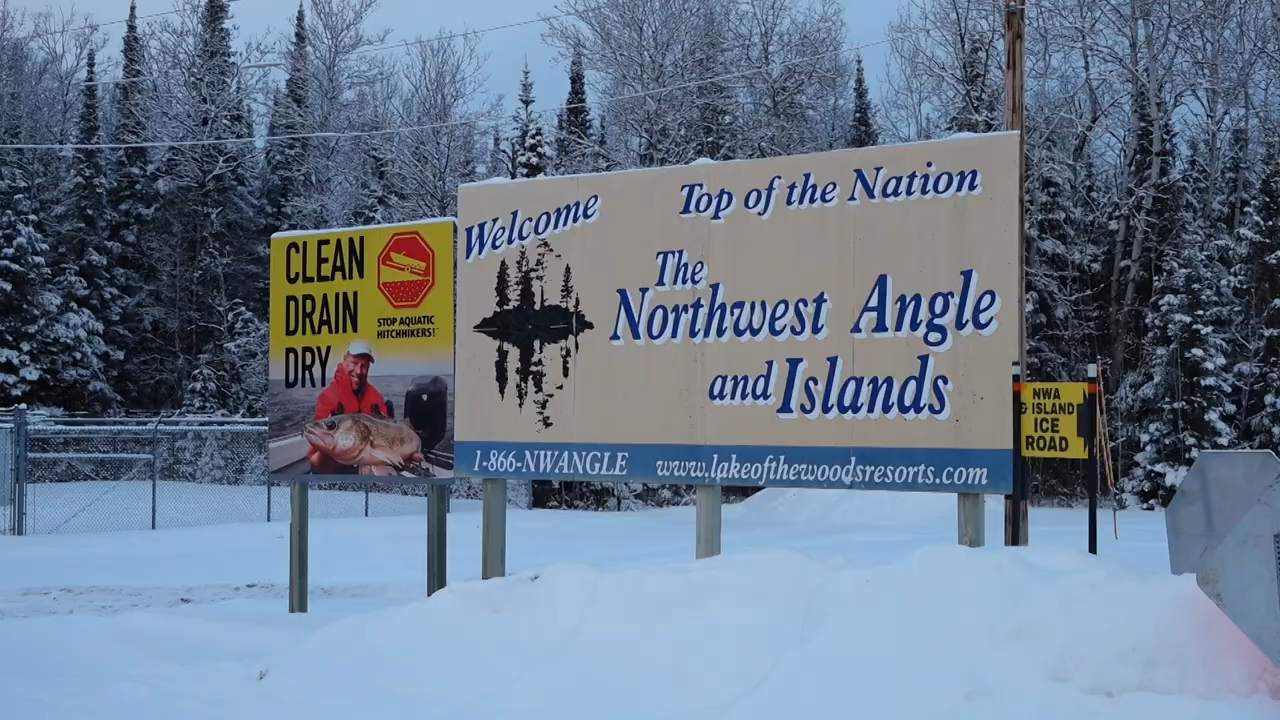 CLEAN
DRAIN
DRY
STOP AQUATIC
HITCHHIKERS!
Welcome
Top of the Nation
The
Northwest Angle
and Islands
1-866-NWANGLE www.lakeofthewoodsresorts.com
NWA
& ISLAND
ICE
ROAD